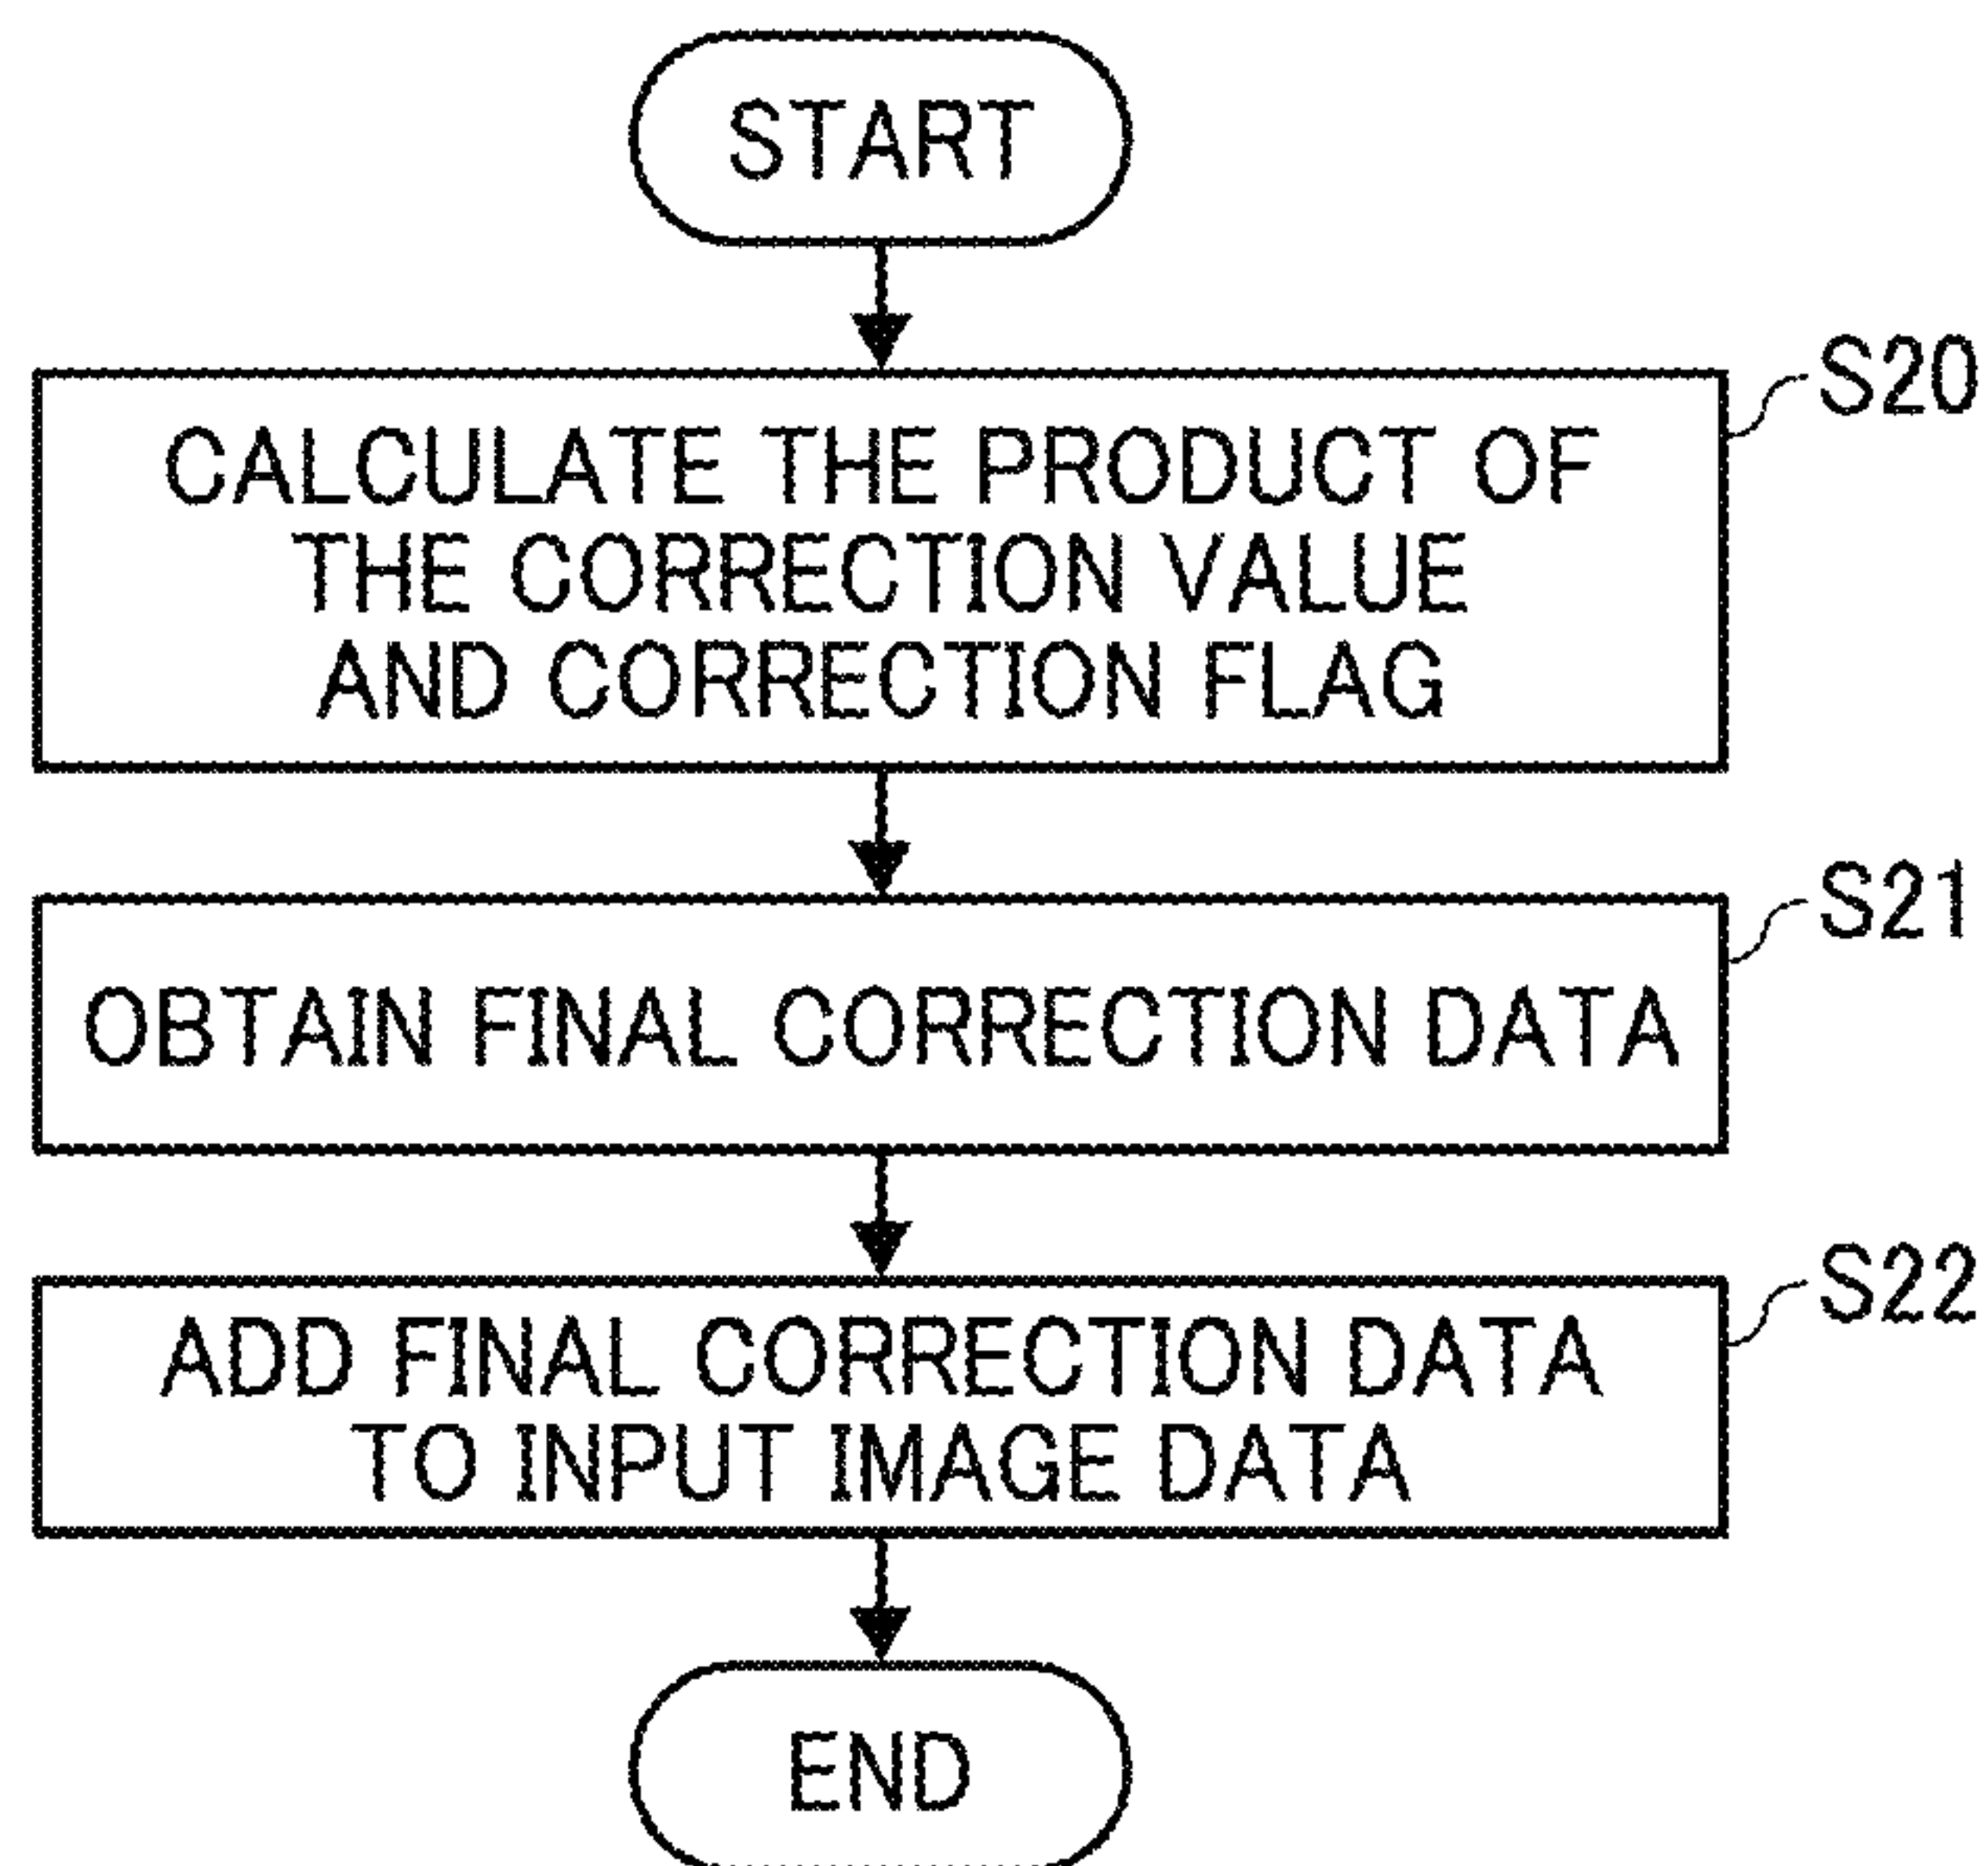 START
S20
CALCULATE THE PRODUCT OF
THE CORRECTION VALUE
AND CORRECTION FLAG
S21
OBTAIN FINAL CORRECTION DATA
S22
ADD FINAL CORRECTION DATA
TO INPUT IMAGE DATA
END